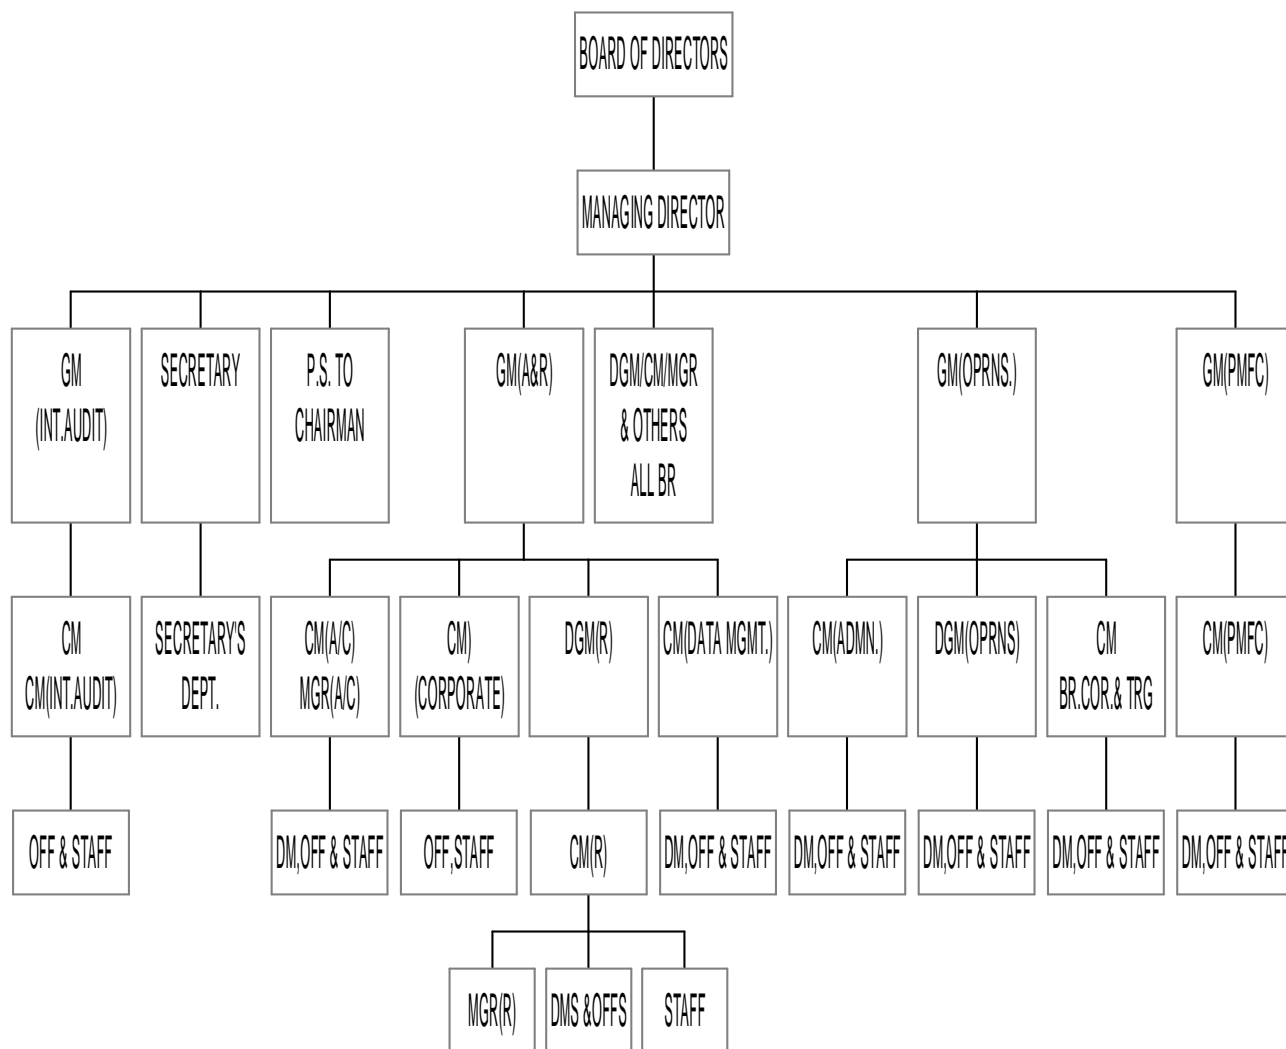 BOARD OF DIRECTORS
MANAGING DIRECTOR
GM
(INT.AUDIT)
SECRETARY
P.S. TO
CHAIRMAN
GM(A&R)
DGM/CM/MGR
& OTHERS
ALL BR
GM(OPRNS.)
GM(PMFC)
CM
CM(INT.AUDIT)
SECRETARY'S
DEPT.
CM(A/C)
MGR(A/C)
CM)
(CORPORATE)
DGM(R)
CM(DATA MGMT.)
CM(ADMN.)
DGM(OPRNS)
CM
BR.COR.& TRG
CM(PMFC)
OFF & STAFF
DM,OFF & STAFF
OFF,STAFF
CM(R)
DM,OFF & STAFF
DM,OFF & STAFF
DM,OFF & STAFF
DM,OFF & STAFF
DM,OFF & STAFF
MGR(R)
DMS &OFFS
STAFF